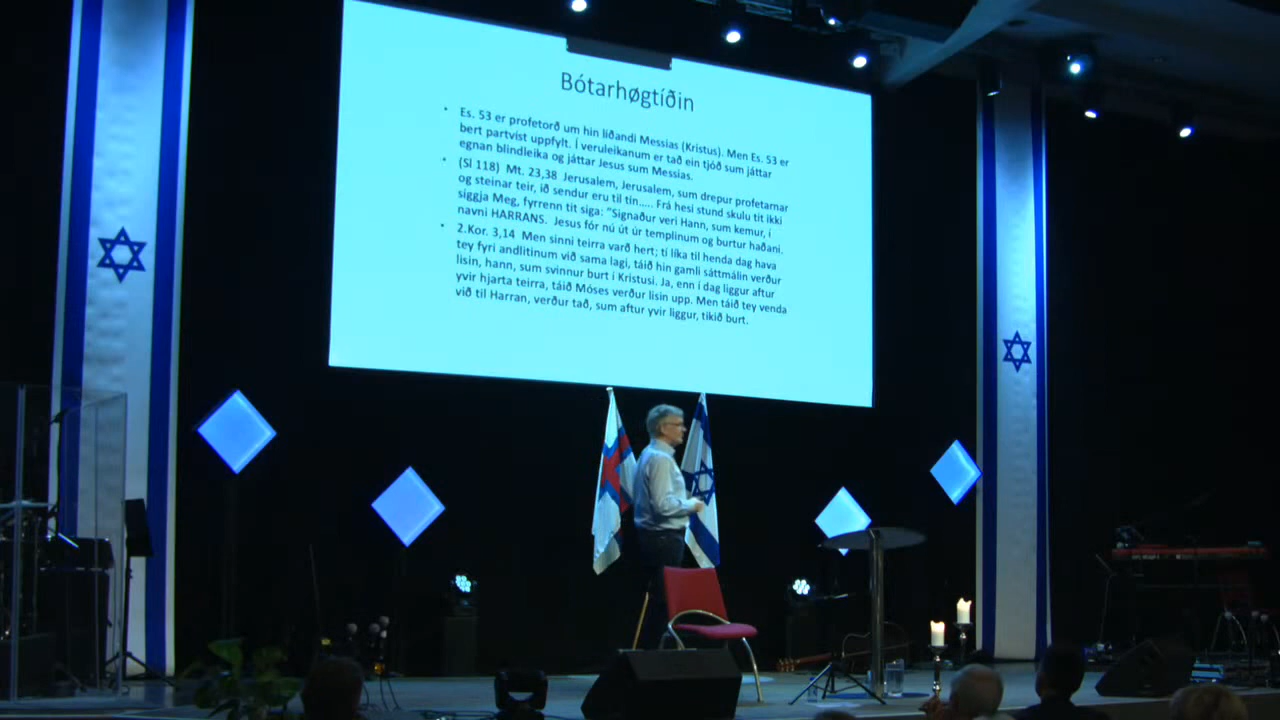 Bótarhøgtíðin
• Es. 53 er profetorð um hin líðandi Messias (Kristus). Men Es. 53 er
bert partvíst uppfylt. Í veruleikanum er tað ein tjóð sum játtar
egnan blindleika og játtar Jesus sum Messias.
• (Sl 118) Mt. 23,38 Jerusalem, Jerusalem, sum drepur profetarnar
og steinar teir, ið sendur eru til tín..... Frá hesi stund skulu tit ikki
síggja Meg, fyrrenn tit siga: "Signaður veri Hann, sum kemur, í
navni HARRANS. Jesus fór nú út úr templinum og burtur haðani.
• 2.Kor. 3,14 Men sinni teirra varð hert; tí líka til henda dag hava
tey fyri andlitinum við sama lagi, táið hin gamli sáttmálin verður
lisin, hann, sum svinnur burt í Kristusi. Ja, enn í dag liggur aftur
yvir hjarta teirra, táið Móses verður lisin upp. Men táið tey venda
við til Harran, verður tað, sum aftur yvir liggur, tikið burt.